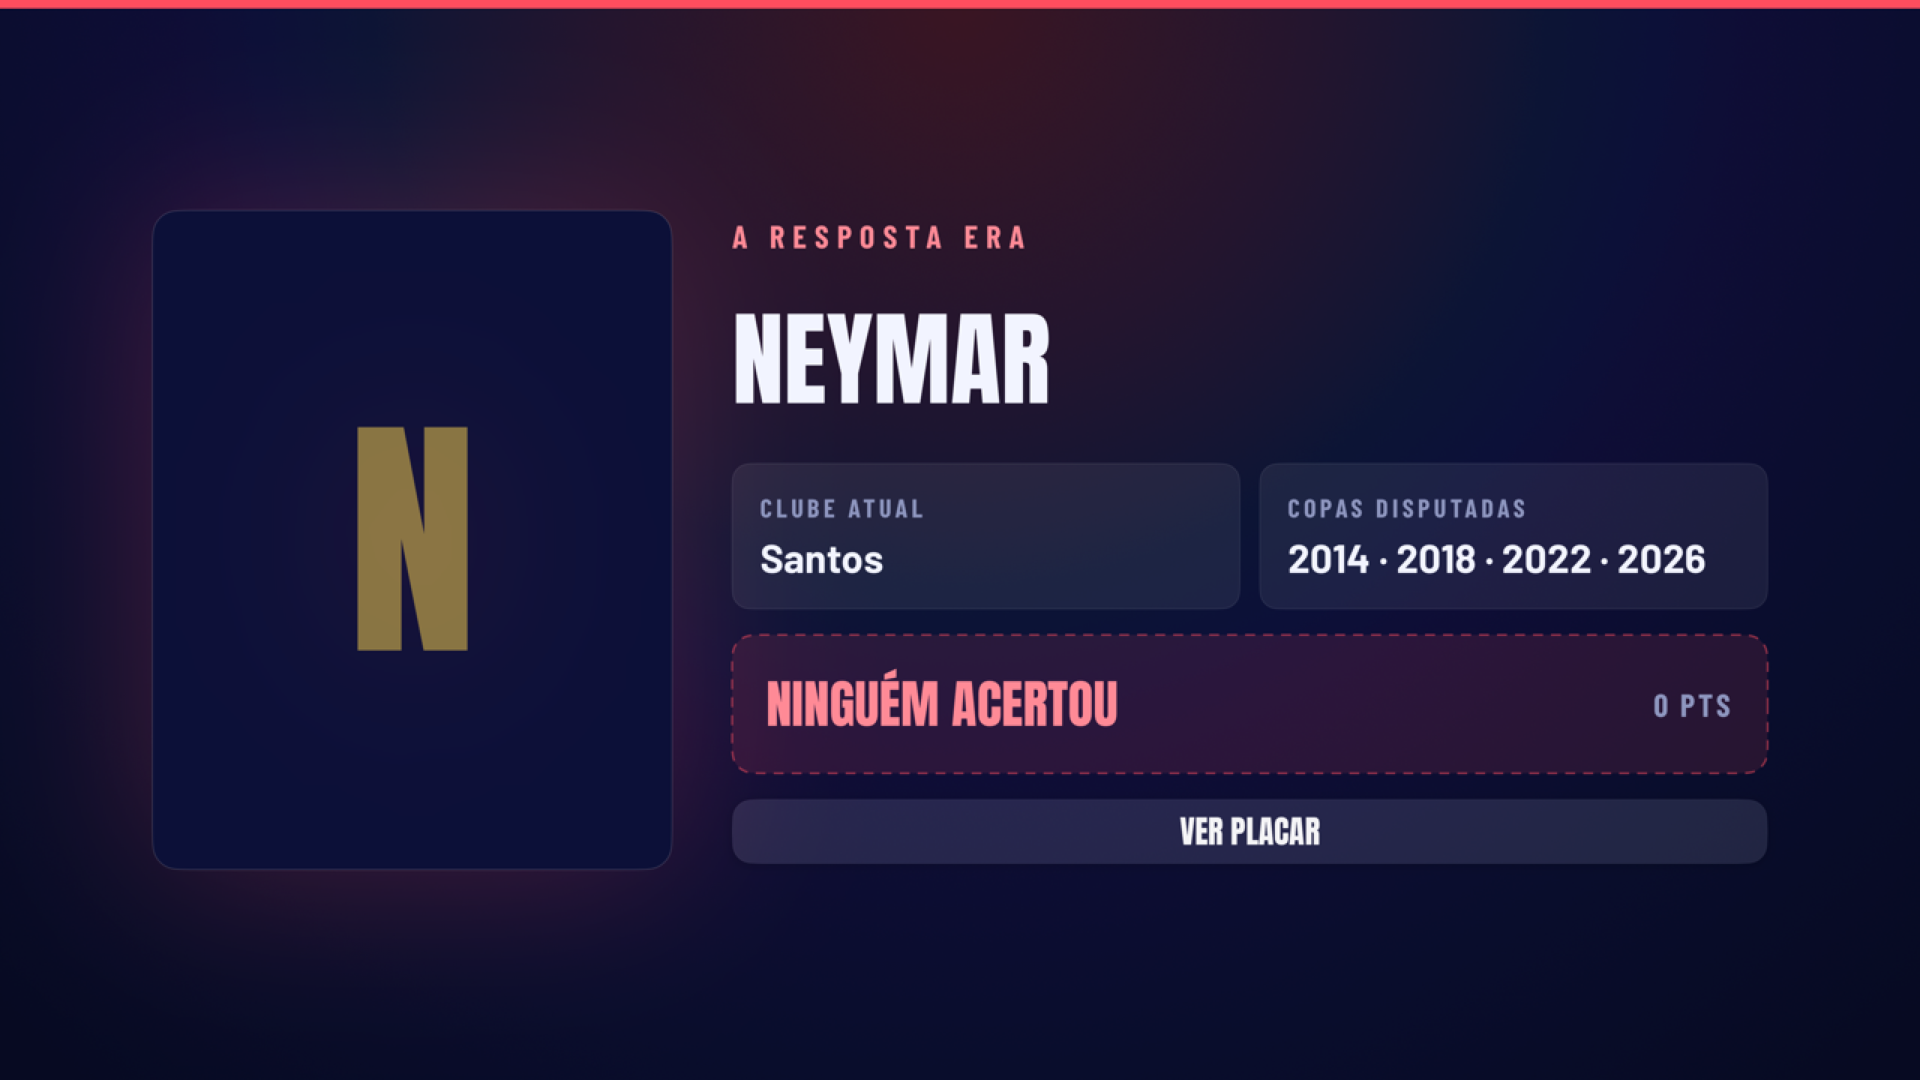 N
A RESPOSTA ERA
NEYMAR
CLUBE ATUAL
Santos
COPAS DISPUTADAS
2014 · 2018 · 2022 · 2026
NINGUÉM ACERTOU
0 PTS
VER PLACAR